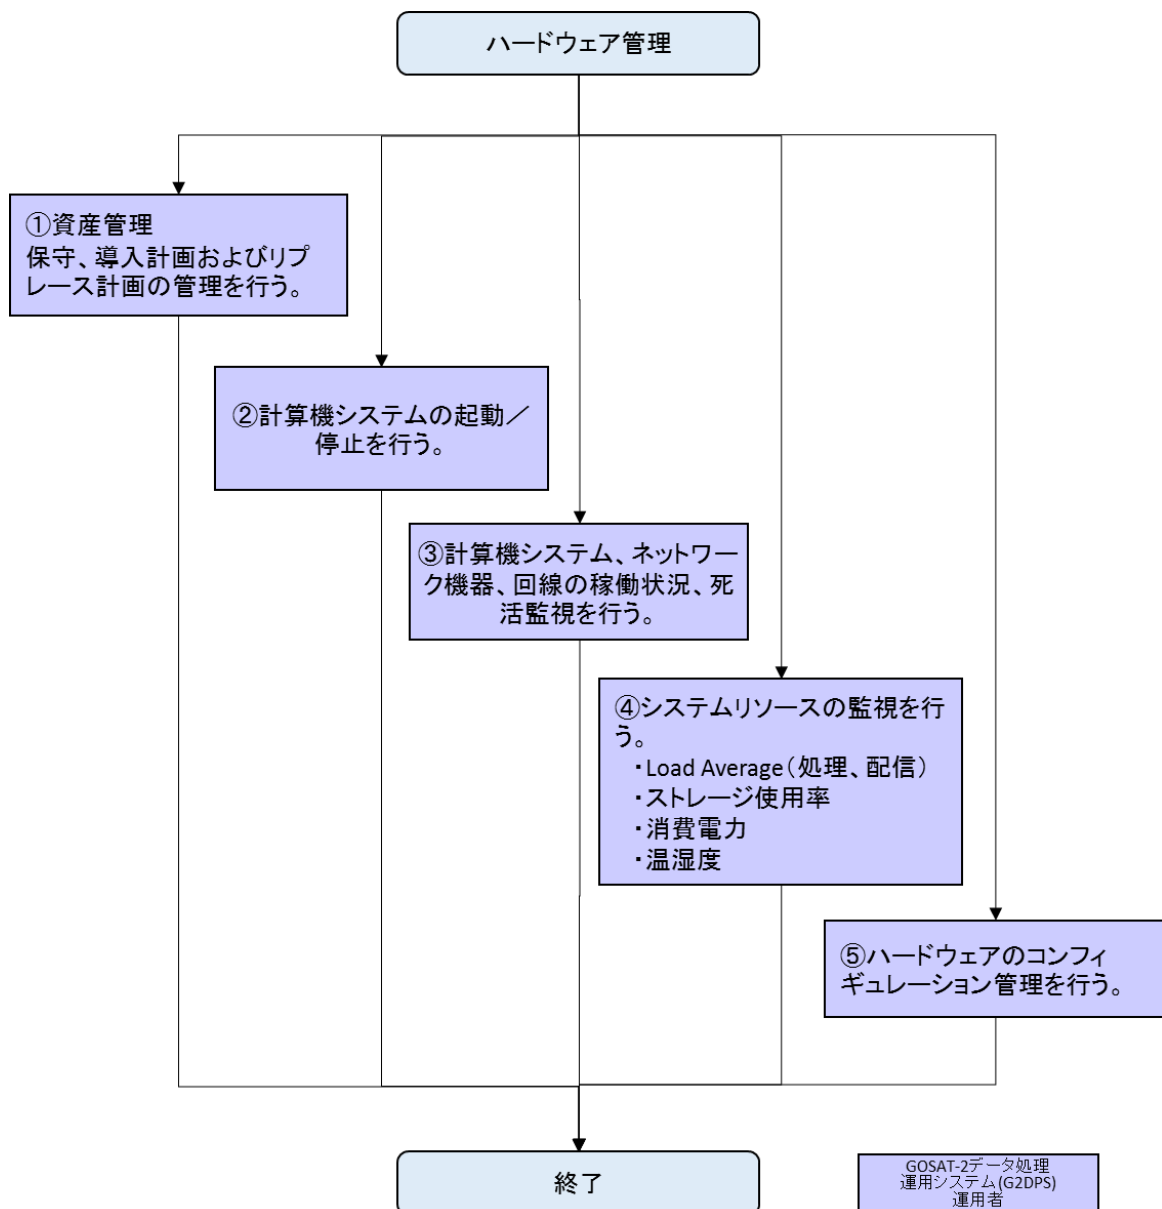 ハードウェア管理
①資産管理
保守、導入計画およびリプ
レース計画の管理を行う。
②計算機システムの起動／
停止を行う。
③計算機システム、ネットワー
ク機器、回線の稼働状況、死
活監視を行う。
④システムリソースの監視を行
う。
・Load Average（処理、配信）
・ストレージ使用率
・消費電力
・温湿度
⑤ハードウェアのコンフィ
ギュレーション管理を行う。
終了
GOSAT-2データ処理
運用システム(G2DPS)
運用者